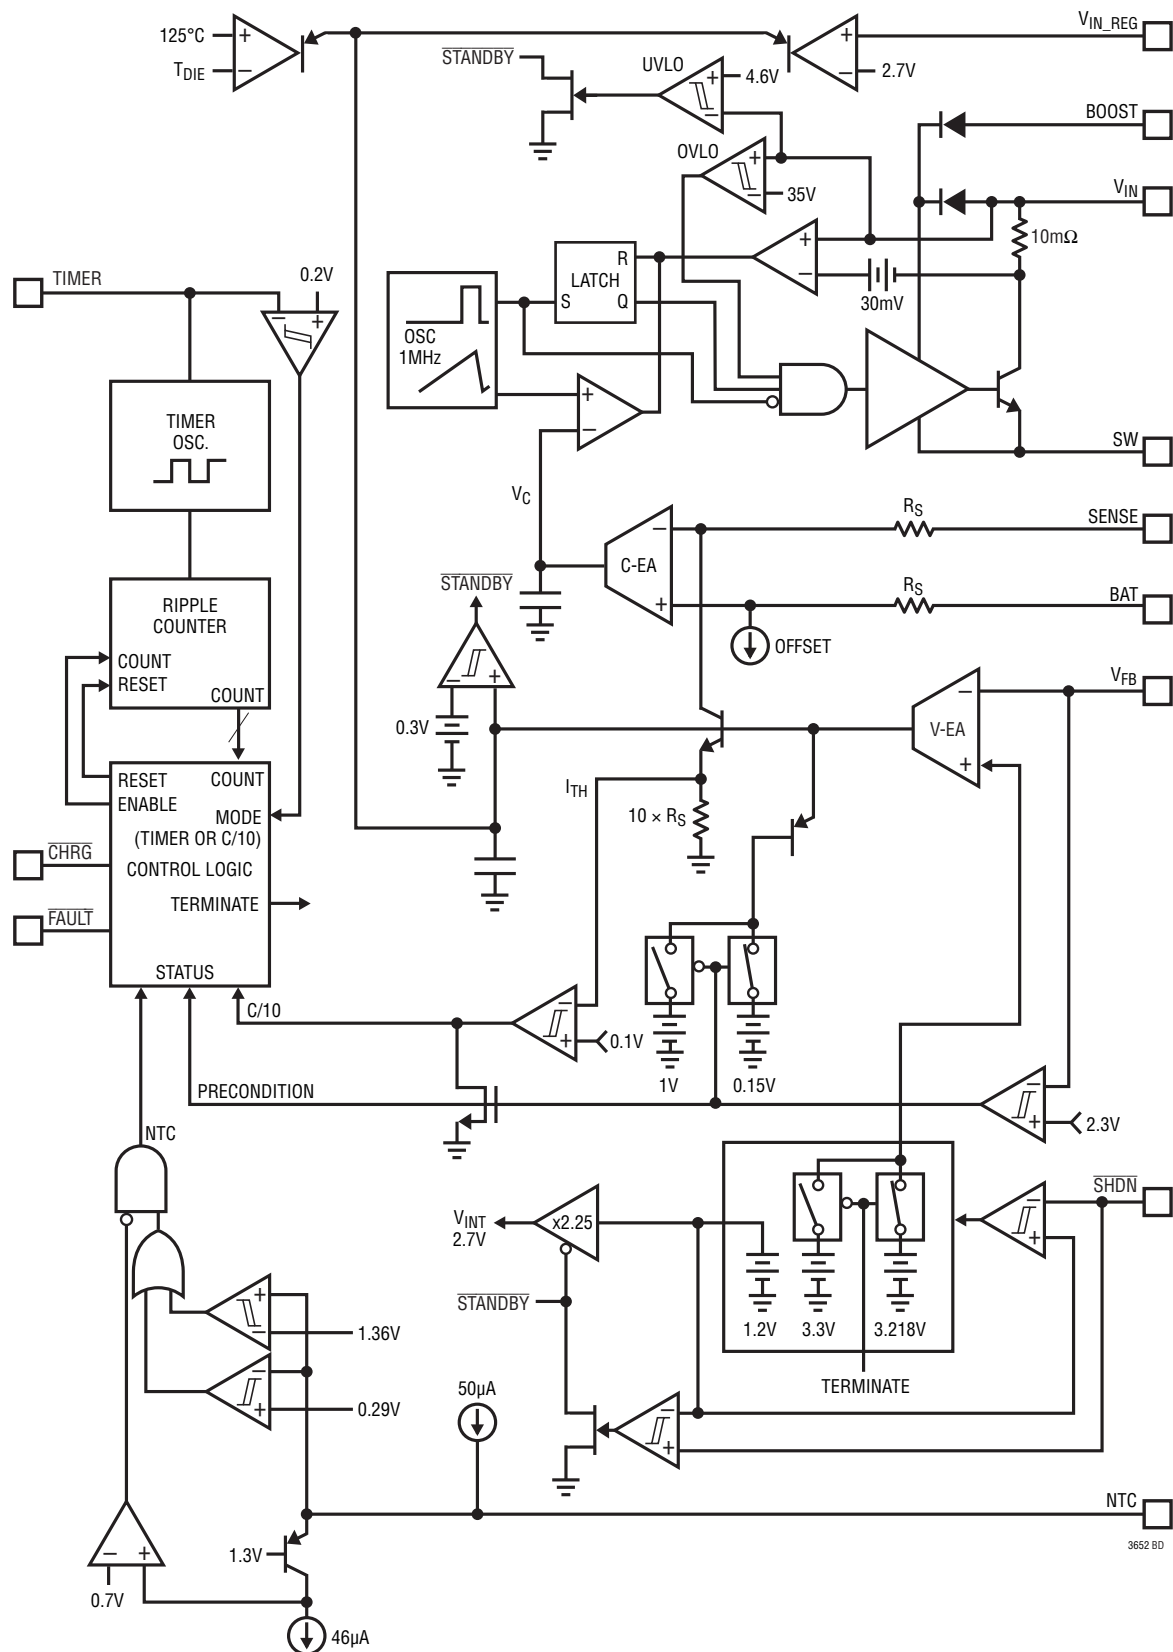 125°C
TDIE
+
−
STANDBY
UVLO
+
−
4.6V
+
−
2.7V
VIN_REG
BOOST
OVLO
+
−
35V
VIN
10mΩ
+
−
30mV
TIMER
0.2V
−
+
R
LATCH
S
Q
OSC
1MHz
+
−
TIMER
OSC.
SW
VC
RS
SENSE
−
C-EA
+
RS
BAT
OFFSET
STANDBY
RIPPLE
COUNTER
COUNT
RESET
COUNT
−
+
0.3V
VFB
−
V-EA
+
RESET
COUNT
ENABLE
MODE
(TIMER OR C/10)
CHRG
CONTROL LOGIC
TERMINATE
FAULT
STATUS
ITH
10 × RS
C/10
−
+
0.1V
1V
0.15V
PRECONDITION
−
+
2.3V
NTC
VINT
2.7V
x2.25
STANDBY
1.2V
3.3V
3.218V
TERMINATE
SHDN
−
+
+
−
1.36V
−
+
0.29V
50µA
−
+
NTC
−
+
0.7V
1.3V
46µA
3652 BD